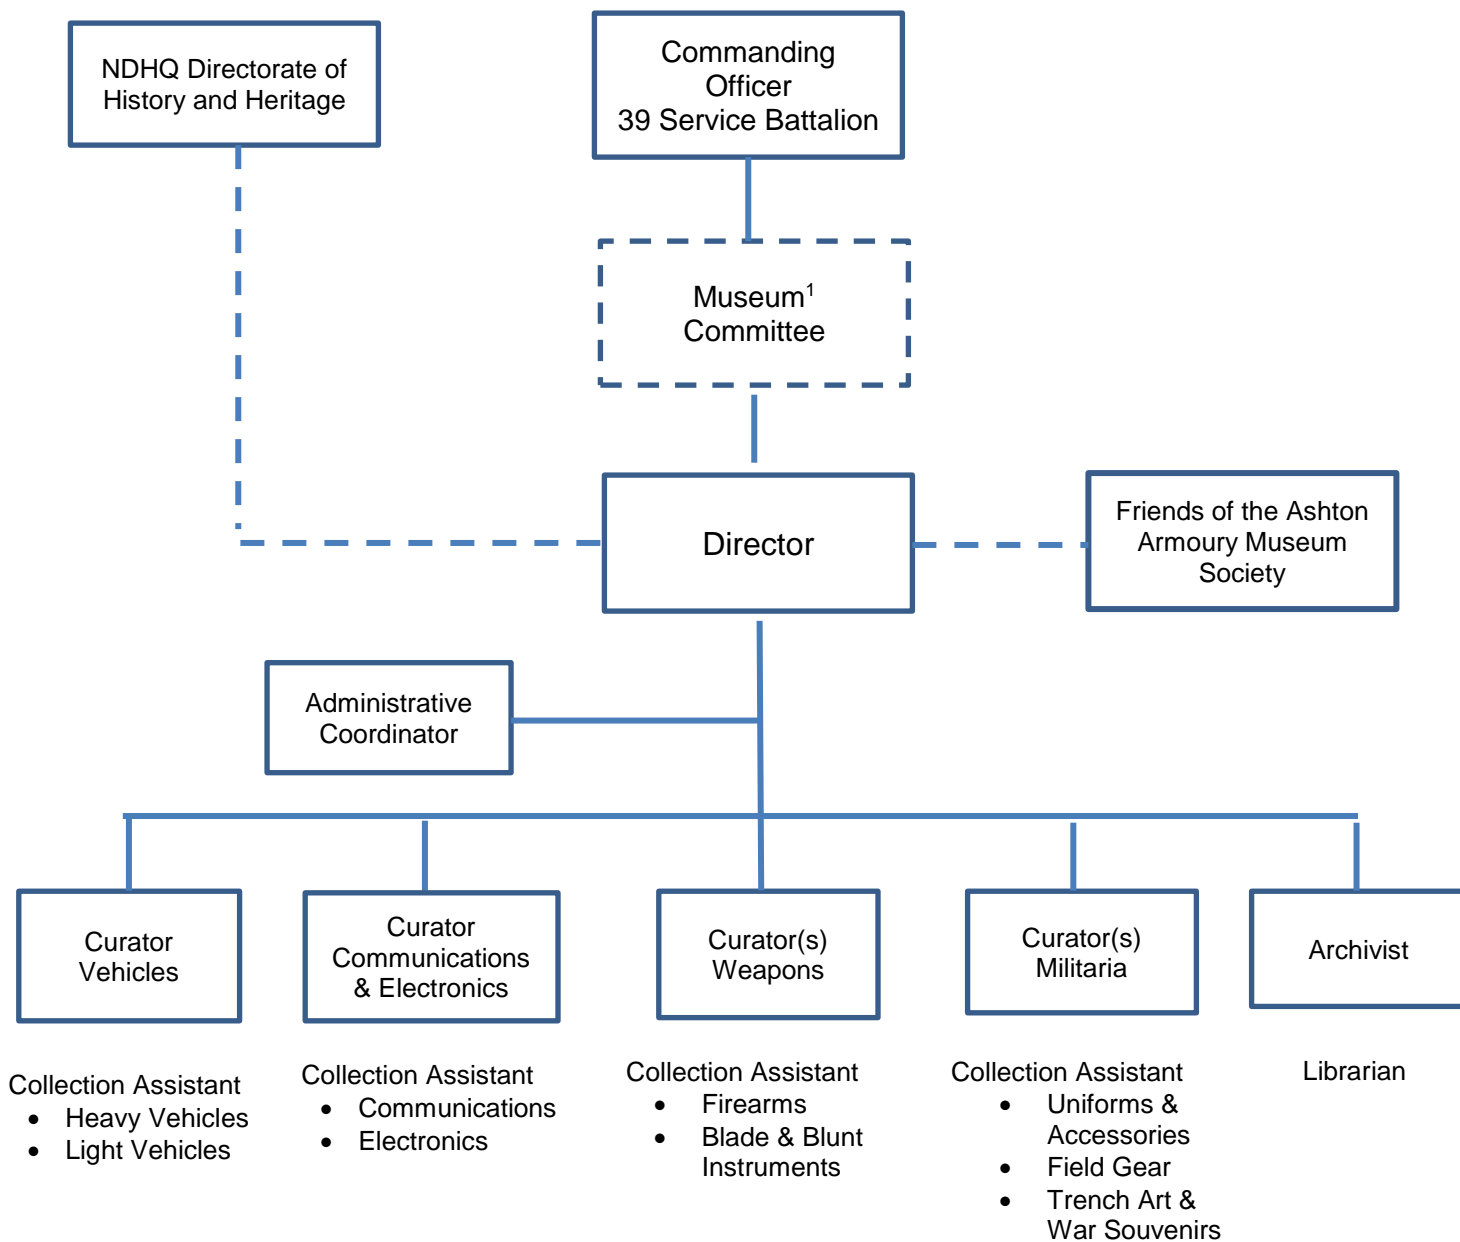 NDHQ Directorate of
History and Heritage
Commanding
Officer
39 Service Battalion
Museum¹
Committee
Director
Friends of the Ashton
Armoury Museum
Society
Administrative
Coordinator
Curator
Vehicles
Curator
Communications
& Electronics
Curator(s)
Weapons
Curator(s)
Militaria
Archivist
Collection Assistant
• Heavy Vehicles
• Light Vehicles
Collection Assistant
• Communications
• Electronics
Collection Assistant
• Firearms
• Blade & Blunt
Instruments
Collection Assistant
• Uniforms &
Accessories
• Field Gear
• Trench Art &
War Souvenirs
Librarian